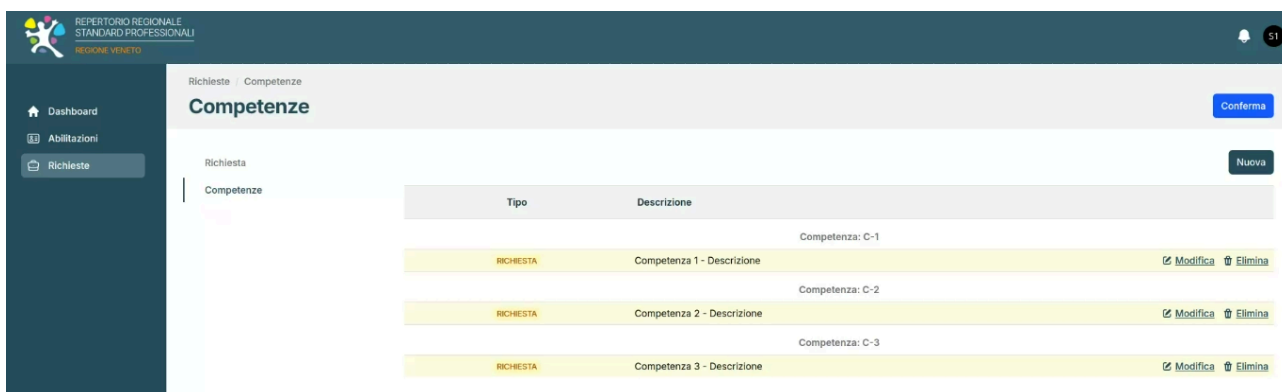 REPERTORIO REGIONALE
STANDARD PROFESSIONALI
REGIONE VENETO
S1
Dashboard
Abilitazioni
Richieste
Richieste / Competenze
Competenze
Conferma
Richiesta
Competenze
Nuova
Tipo Descrizione
Competenza: C-1
RICHIESTA Competenza 1 - Descrizione Modifica Elimina
Competenza: C-2
RICHIESTA Competenza 2 - Descrizione Modifica Elimina
Competenza: C-3
RICHIESTA Competenza 3 - Descrizione Modifica Elimina